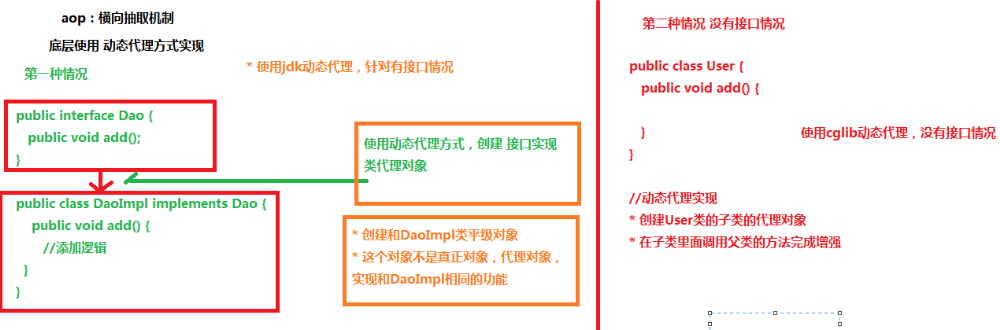 aop：横向抽取机制
底层使用 动态代理方式实现
第一种情况
* 使用jdk动态代理，针对有接口情况
public interface Dao {
public void add();
}
使用动态代理方式，创建 接口实现
类代理对象
public class DaoImpl implements Dao {
public void add() {
//添加逻辑
}
}
* 创建和DaoImpl类平级对象
* 这个对象不是真正对象，代理对象，
实现和DaoImpl相同的功能
第二种情况 没有接口情况
public class User {
public void add() {
}
使用cglib动态代理，没有接口情况
}
//动态代理实现
* 创建User类的子类的代理对象
* 在子类里面调用父类的方法完成增强